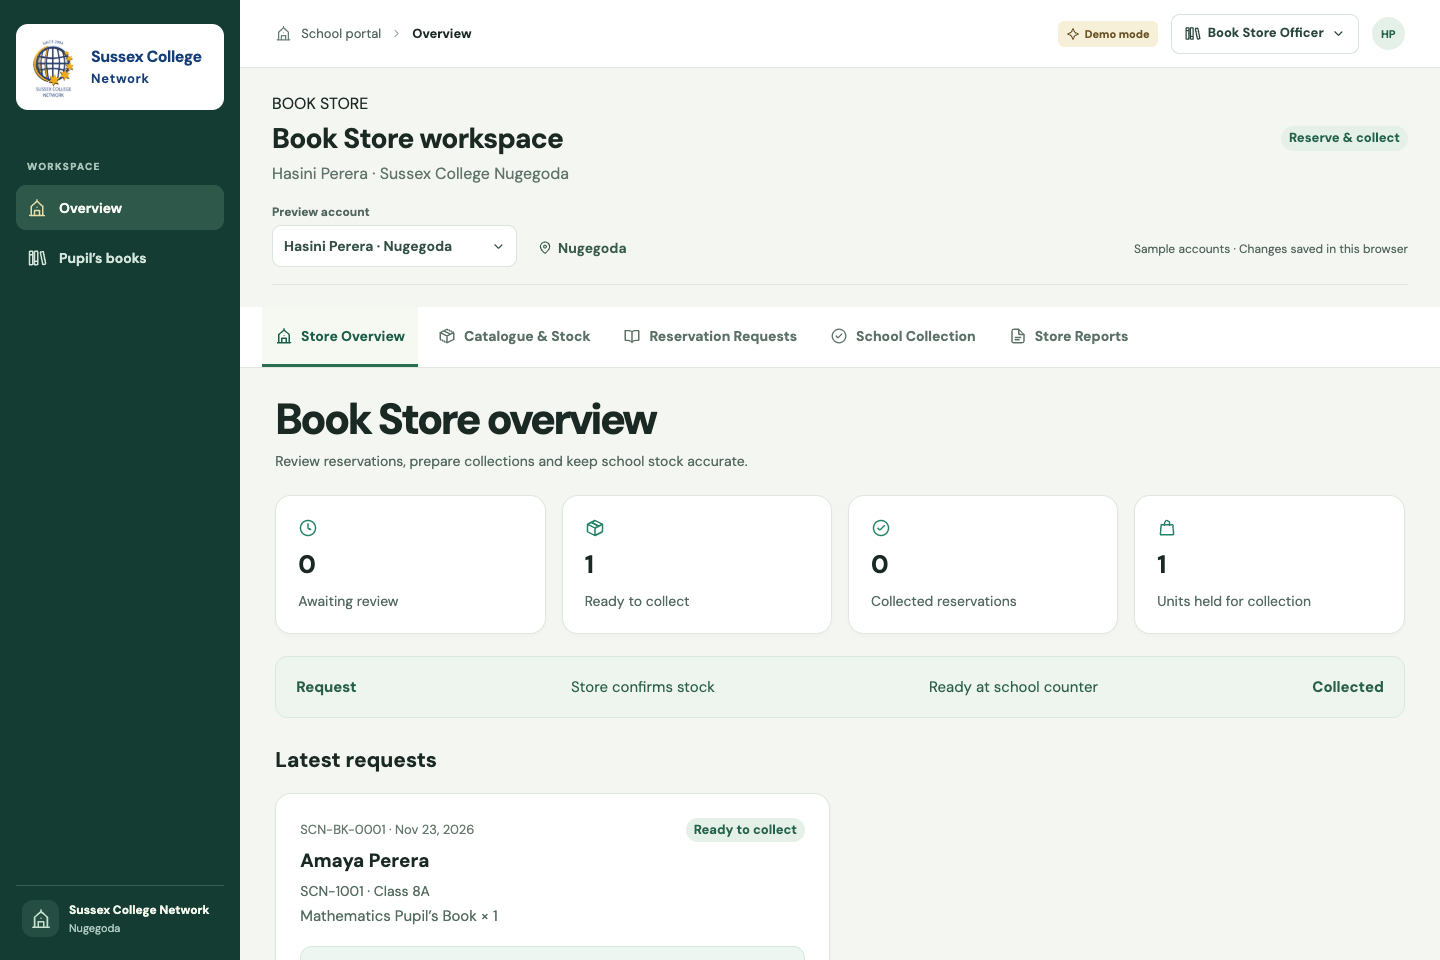 SINCE 1984
SUSSEX COLLEGE
NETWORK
Sussex College
Network
WORKSPACE
Overview
Pupil's books
Sussex College Network
Nugegoda
School portal
Overview
Demo mode
Book Store Officer
HP
BOOK STORE
Book Store workspace
Reserve & collect
Hasini Perera · Sussex College Nugegoda
Preview account
Hasini Perera · Nugegoda
Nugegoda
Sample accounts · Changes saved in this browser
Store Overview
Catalogue & Stock
Reservation Requests
School Collection
Store Reports
Book Store overview
Review reservations, prepare collections and keep school stock accurate.
0
Awaiting review
1
Ready to collect
0
Collected reservations
1
Units held for collection
Request
Store confirms stock
Ready at school counter
Collected
Latest requests
SCN-BK-0001 · Nov 23, 2026
Ready to collect
Amaya Perera
SCN-1001 · Class 8A
Mathematics Pupil's Book × 1